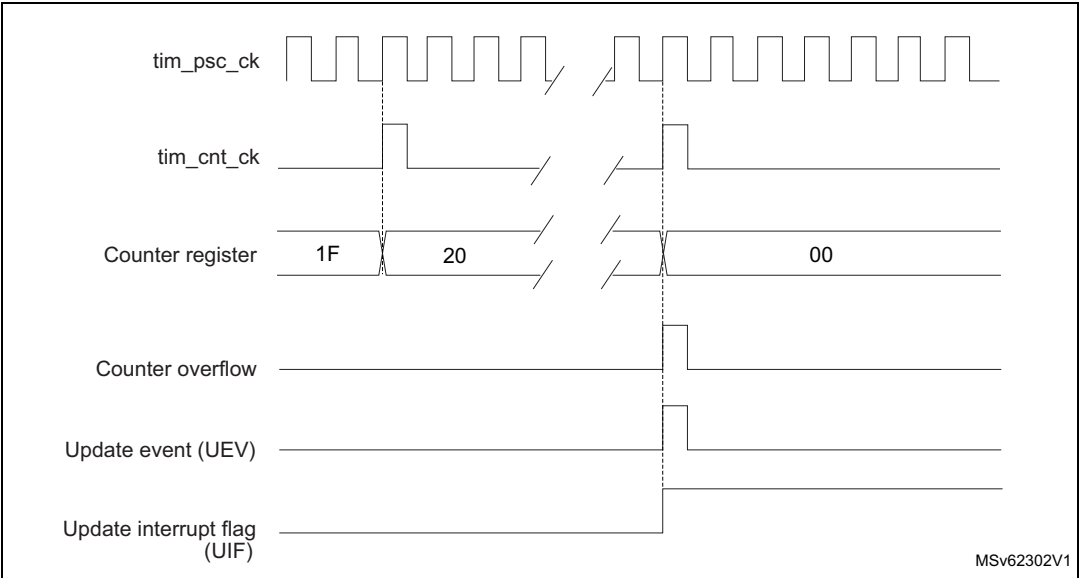 tim_psc_ck
tim_cnt_ck
Counter register
1F
20
00
Counter overflow
Update event (UEV)
Update interrupt flag
(UIF)
MSv62302V1